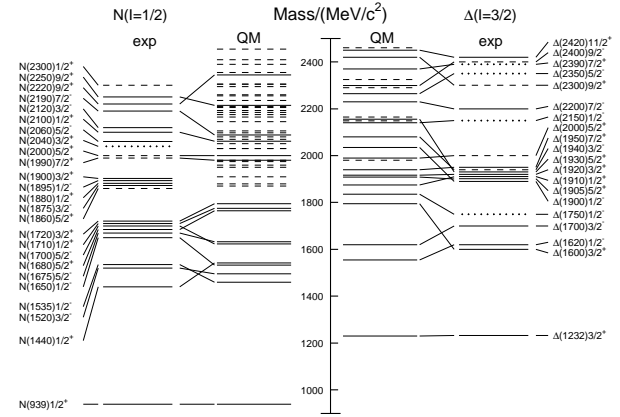 N(I=1/2)
Mass/(MeV/c²)
Δ(I=3/2)
exp
QM
QM
exp
N(2300)1/2⁺
N(2250)9/2⁻
N(2220)9/2⁺
N(2190)7/2⁻
N(2120)3/2⁻
N(2100)1/2⁺
N(2060)5/2⁻
N(2040)3/2⁺
N(2000)5/2⁺
N(1990)7/2⁺
N(1900)3/2⁺
N(1895)1/2⁻
N(1880)1/2⁺
N(1875)3/2⁻
N(1860)5/2⁺
N(1720)3/2⁺
N(1710)1/2⁺
N(1700)5/2⁻
N(1680)5/2⁺
N(1675)5/2⁻
N(1650)1/2⁻
N(1535)1/2⁻
N(1520)3/2⁻
N(1440)1/2⁺
N(939)1/2⁺
2400
2200
2000
1800
1600
1400
1200
1000
Δ(2420)11/2⁺
Δ(2400)9/2⁻
Δ(2390)7/2⁺
Δ(2350)5/2⁻
Δ(2300)9/2⁺
Δ(2200)7/2⁻
Δ(2150)1/2⁻
Δ(2000)5/2⁺
Δ(1950)7/2⁺
Δ(1940)3/2⁻
Δ(1930)5/2⁻
Δ(1920)3/2⁺
Δ(1910)1/2⁺
Δ(1905)5/2⁺
Δ(1900)1/2⁻
Δ(1750)1/2⁻
Δ(1700)3/2⁻
Δ(1620)1/2⁻
Δ(1600)3/2⁺
Δ(1232)3/2⁺